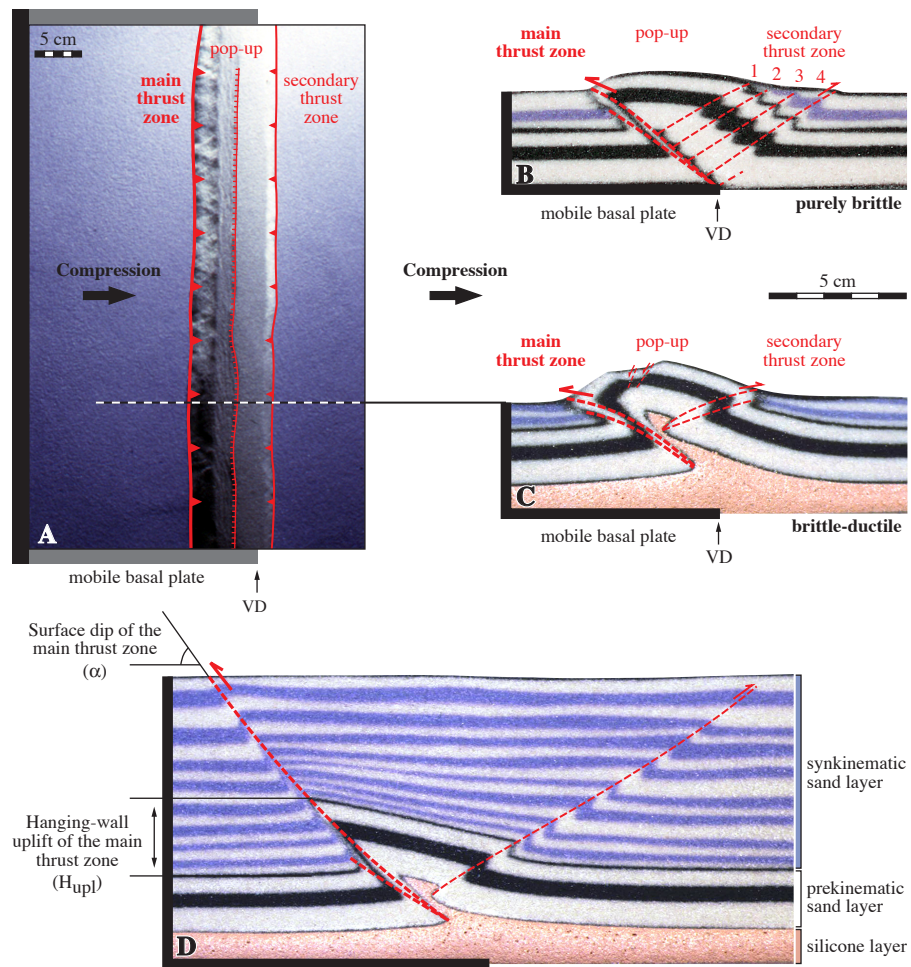 5 cm
pop-up
main
thrust
zone
secondary
thrust
zone
Compression
A
mobile basal plate
VD
main
thrust zone
pop-up
secondary
thrust zone
1 2 3 4
B
purely brittle
mobile basal plate
VD
Compression
5 cm
main
thrust zone
pop-up
secondary
thrust zone
C
brittle-ductile
mobile basal plate
VD
Surface dip of the
main thrust zone
(α)
Hanging-wall
uplift of the main
thrust zone
(Hupl)
synkinematic
sand layer
prekinematic
sand layer
silicone layer
D